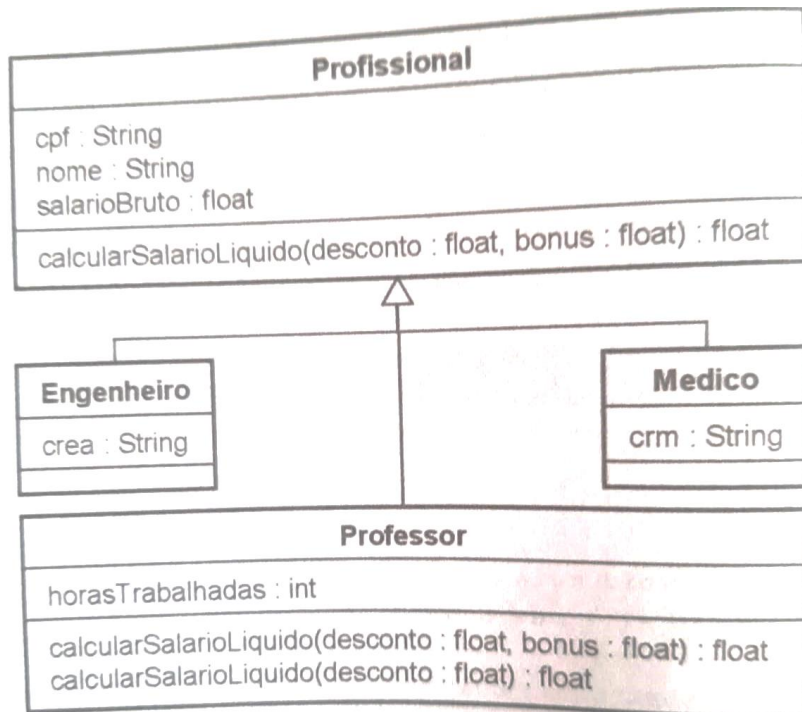 Profissional
cpf : String
nome : String
salarioBruto : float
calcularSalarioLiquido(desconto : float, bonus : float) : float
Engenheiro
crea : String
Medico
crm : String
Professor
horasTrabalhadas : int
calcularSalarioLiquido(desconto : float, bonus : float) : float
calcularSalarioLiquido(desconto : float) : float